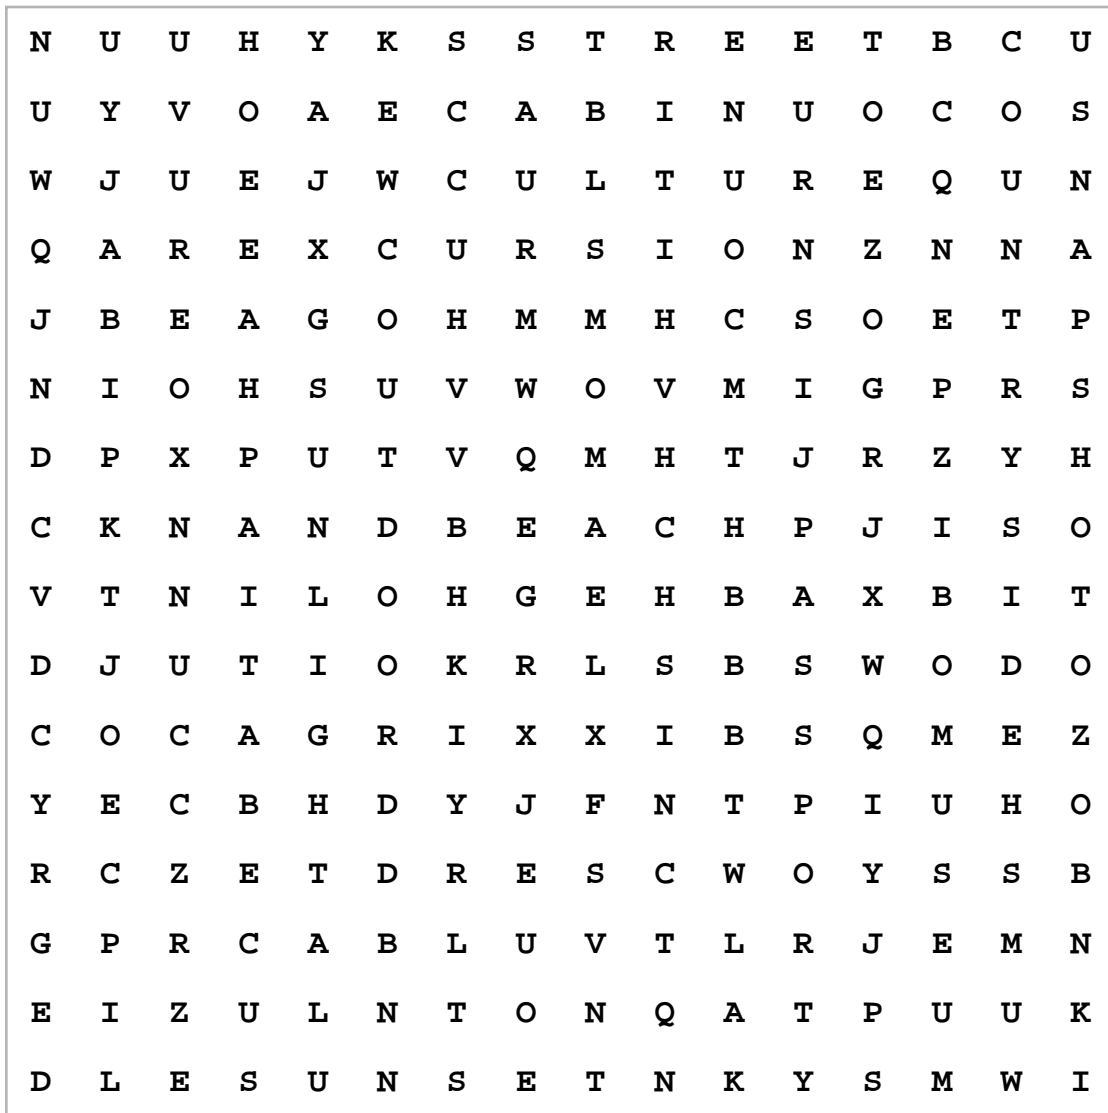 N U U H Y K S S T R E E T B C U
U Y V O A E C A B I N U O C O S
W J U E J W C U L T U R E Q U N
Q A R E X C U R S I O N Z N N A
J B E A G O H M M H C S O E T P
N I O H S U V W O V M I G P R S
D P X P U T V Q M H T J R Z Y H
C K N A N D B E A C H P J I S O
V T N I L O H G E H B A X B I T
D J U T I O K R L S B S W O D O
C O C A G R I X X I B S Q M E Z
Y E C B H D Y J F N T P I U H O
R C Z E T D R E S C W O Y S S B
G P R C A B L U V T L R J E M N
E I Z U L N T O N Q A T P U U K
D L E S U N S E T N K Y S M W I